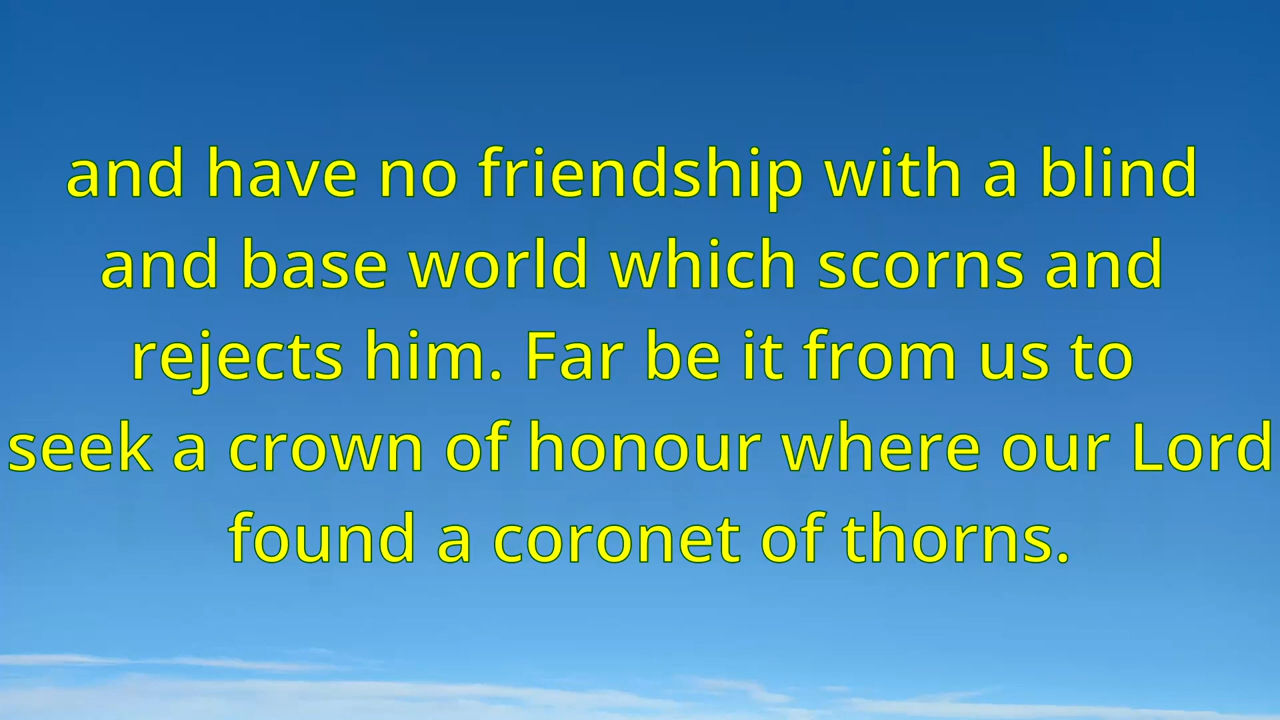 and have no friendship with a blind
and base world which scorns and
rejects him. Far be it from us to
seek a crown of honour where our Lord
found a coronet of thorns.